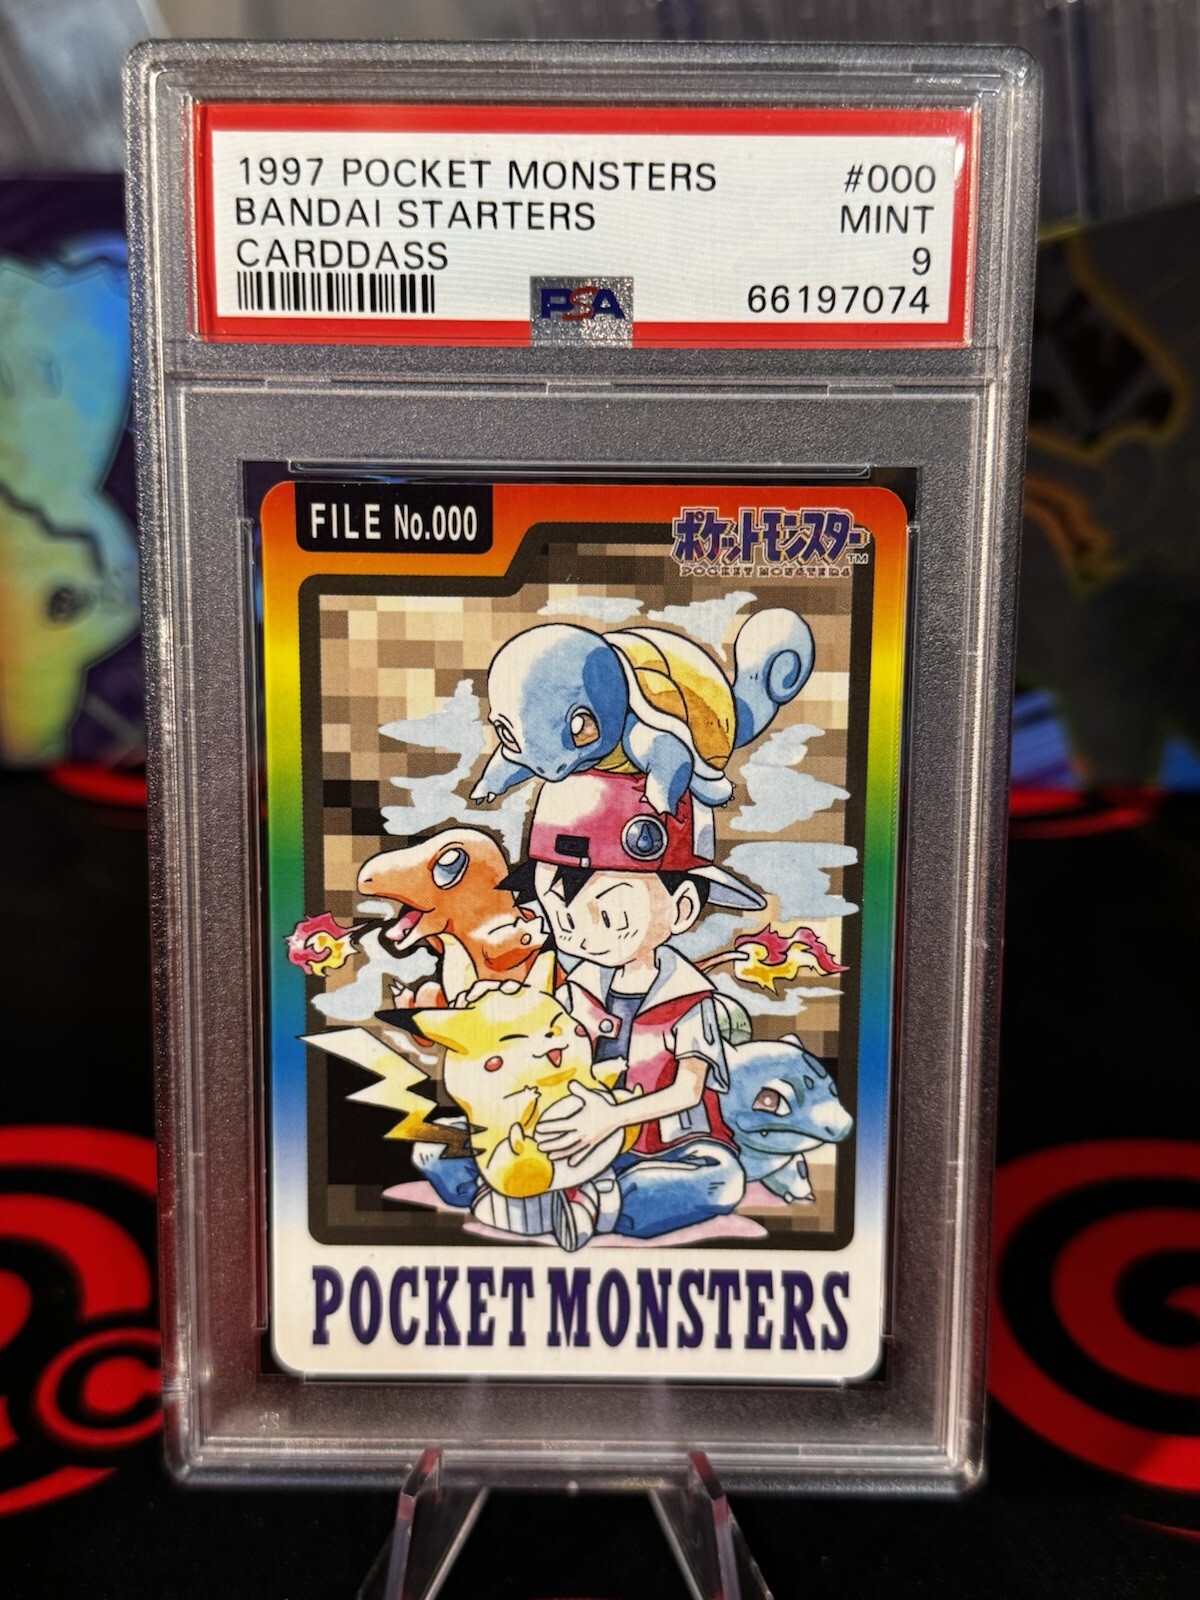 1997 POCKET MONSTERS #000
BANDAI STARTERS MINT
CARDDASS 9
PSA 66197074
FILE No.000
ポケットモンスター
TM
POCKET MONSTERS
POCKET MONSTERS
C